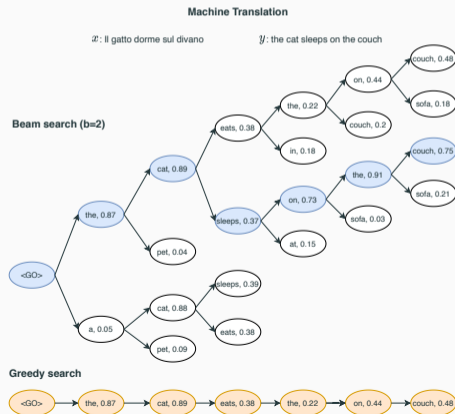 Machine Translation
x: Il gatto dorme sul divano
y: the cat sleeps on the couch
couch, 0.48
on, 0.44
the, 0.22
sofa, 0.18
Beam search (b=2)
eats, 0.38
couch, 0.2
in, 0.18
couch, 0.75
cat, 0.89
the, 0.91
on, 0.73
sofa, 0.21
the, 0.87
sleeps, 0.37
sofa, 0.03
at, 0.15
pet, 0.04
<GO>
sleeps, 0.39
cat, 0.88
a, 0.05
eats, 0.38
pet, 0.09
Greedy search
<GO>
the, 0.87
cat, 0.89
eats, 0.38
the, 0.22
on, 0.44
couch, 0.48